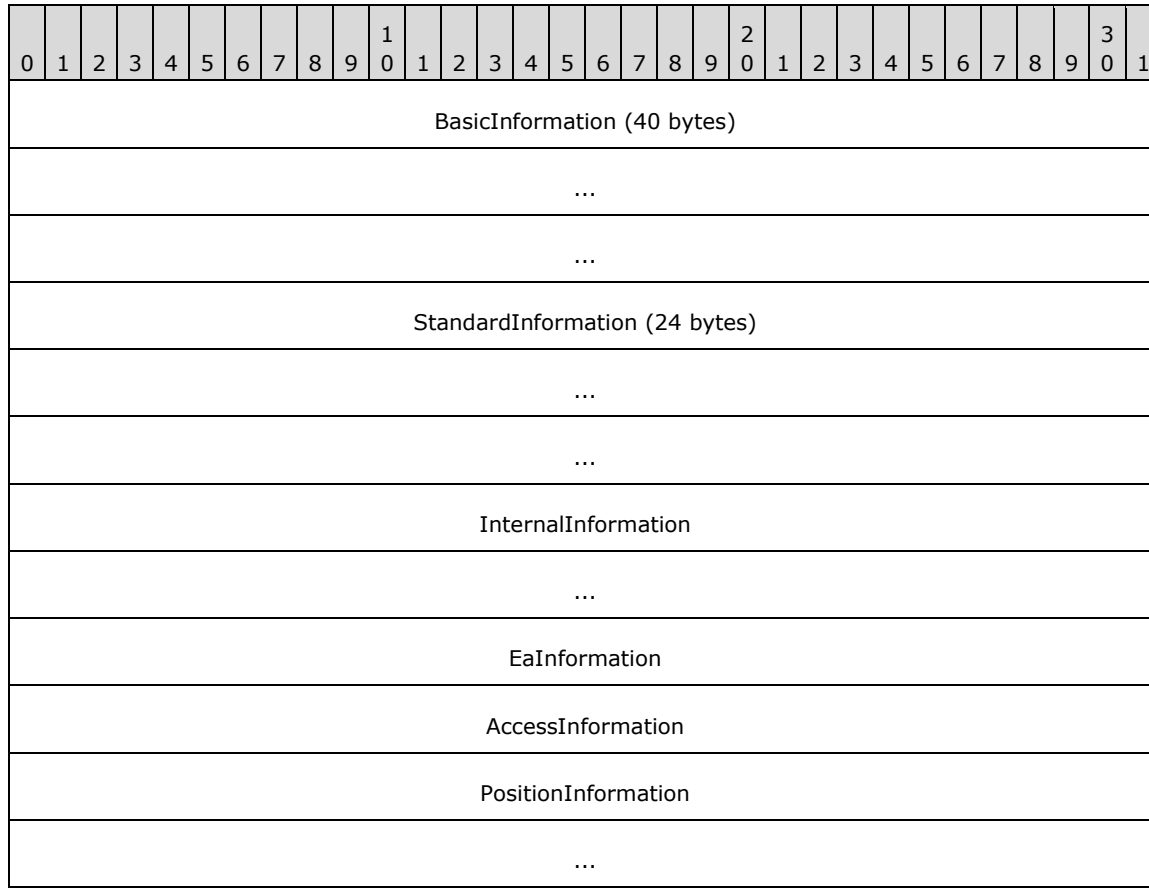 1 2 3
0 1 2 3 4 5 6 7 8 9 0 1 2 3 4 5 6 7 8 9 0 1 2 3 4 5 6 7 8 9 0 1
BasicInformation (40 bytes)
...
...
StandardInformation (24 bytes)
...
...
InternalInformation
...
EaInformation
AccessInformation
PositionInformation
...